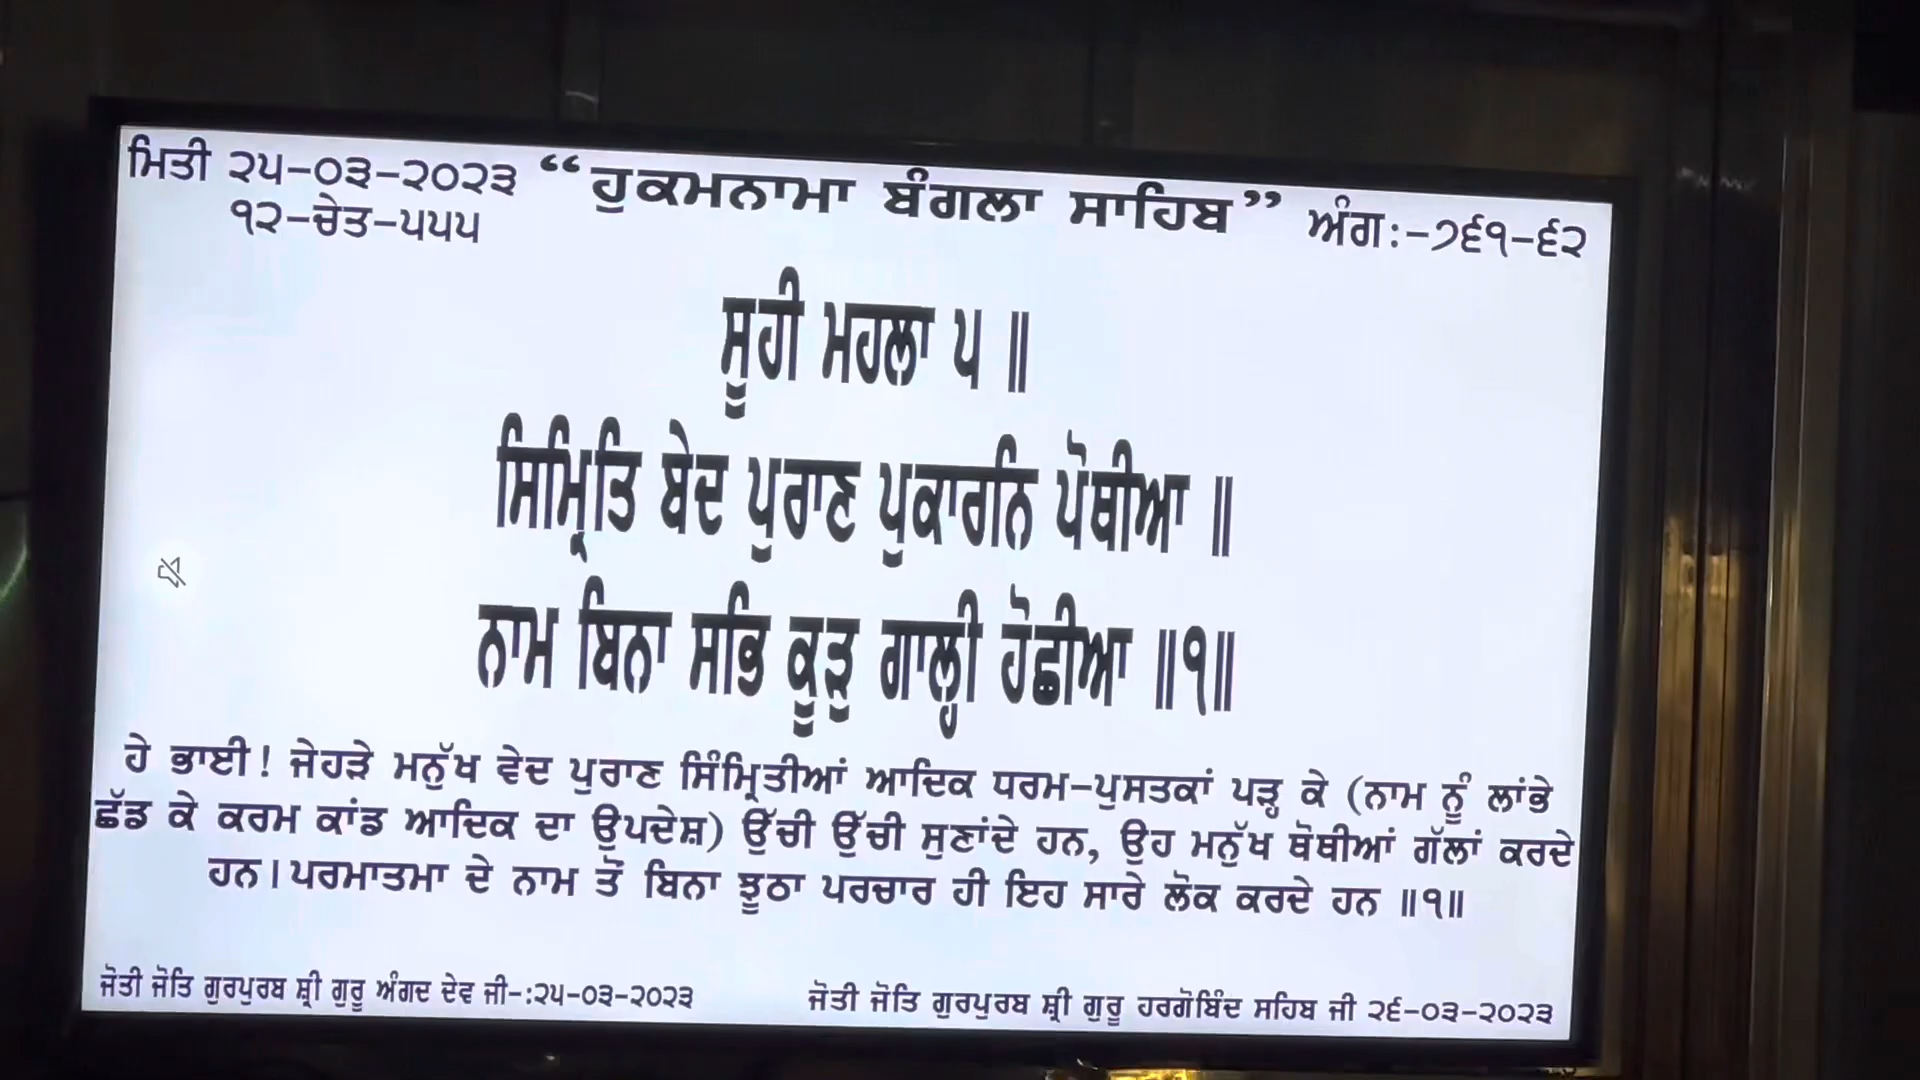 ਮਿਤੀ ੨੫-੦੩-੨੦੨੩ “ਹੁਕਮਨਾਮਾ ਬੰਗਲਾ ਸਾਹਿਬ” ਅੰਗ:-੭੬੧-੬੨
੧੨-ਚੇਤ-੫੫੫
ਸੂਹੀ ਮਹਲਾ ੫ ॥
ਸਿਮ੍ਰਿਤਿ ਬੇਦ ਪੁਰਾਣ ਪੁਕਾਰਨਿ ਪੋਥੀਆ ॥
ਨਾਮ ਬਿਨਾ ਸਭਿ ਕੂੜੁ ਗਾਲ੍ਹੀ ਹੋਛੀਆ ॥੧॥
ਹੇ ਭਾਈ! ਜੇਹੜੇ ਮਨੁੱਖ ਵੇਦ ਪੁਰਾਣ ਸਿੰਮ੍ਰਿਤੀਆਂ ਆਦਿਕ ਧਰਮ-ਪੁਸਤਕਾਂ ਪੜ੍ਹ ਕੇ (ਨਾਮ ਨੂੰ ਲਾਂਭੇ
ਛੱਡ ਕੇ ਕਰਮ ਕਾਂਡ ਆਦਿਕ ਦਾ ਉਪਦੇਸ਼) ਉੱਚੀ ਉੱਚੀ ਸੁਣਾਂਦੇ ਹਨ, ਉਹ ਮਨੁੱਖ ਥੋਥੀਆਂ ਗੱਲਾਂ ਕਰਦੇ
ਹਨ।ਪਰਮਾਤਮਾ ਦੇ ਨਾਮ ਤੋਂ ਬਿਨਾ ਝੂਠਾ ਪਰਚਾਰ ਹੀ ਇਹ ਸਾਰੇ ਲੋਕ ਕਰਦੇ ਹਨ ॥੧॥
ਜੋਤੀ ਜੋਤਿ ਗੁਰਪੁਰਬ ਸ਼੍ਰੀ ਗੁਰੂ ਅੰਗਦ ਦੇਵ ਜੀ-:੨੫-੦੩-੨੦੨੩ ਜੋਤੀ ਜੋਤਿ ਗੁਰਪੁਰਬ ਸ਼੍ਰੀ ਗੁਰੂ ਹਰਗੋਬਿੰਦ ਸਹਿਬ ਜੀ ੨੬-੦੩-੨੦੨੩